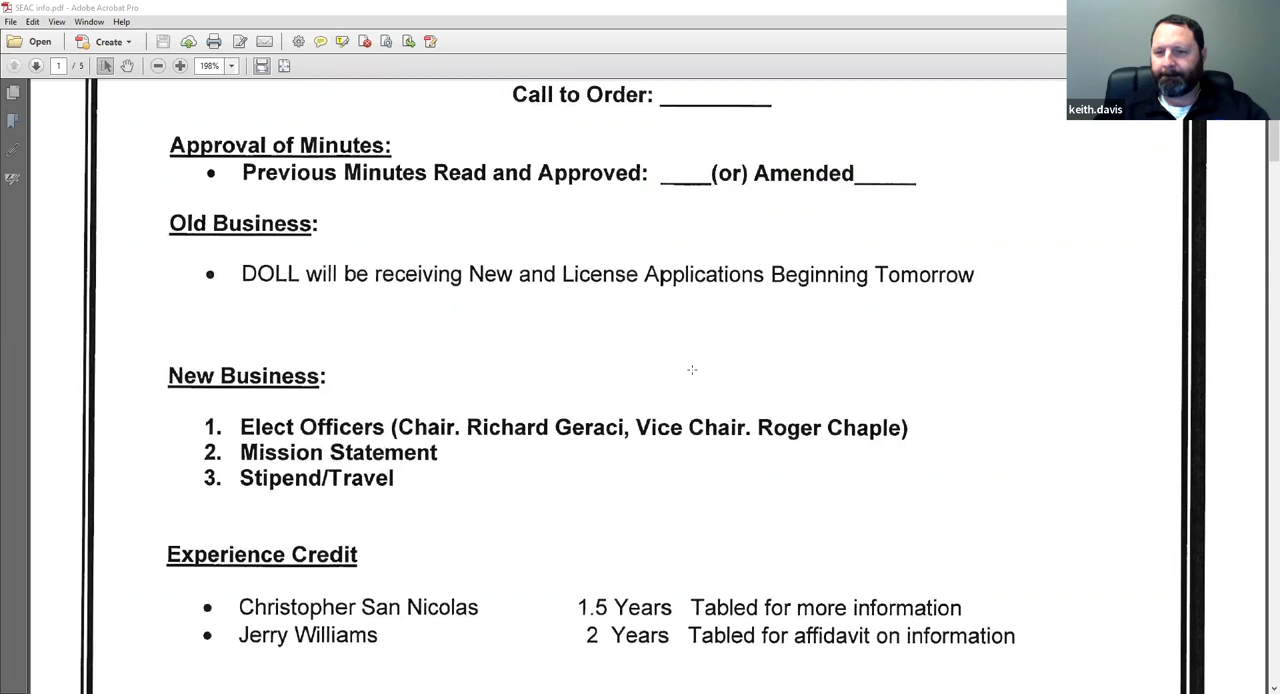 SEAC info.pdf - Adobe Acrobat Pro
File Edit View Window Help
Open Create
1 / 5 198%
keith.davis
Call to Order: _________
Approval of Minutes:
• Previous Minutes Read and Approved: ____(or) Amended_____
Old Business:
• DOLL will be receiving New and License Applications Beginning Tomorrow
New Business:
1. Elect Officers (Chair. Richard Geraci, Vice Chair. Roger Chaple)
2. Mission Statement
3. Stipend/Travel
Experience Credit
• Christopher San Nicolas 1.5 Years Tabled for more information
• Jerry Williams 2 Years Tabled for affidavit on information